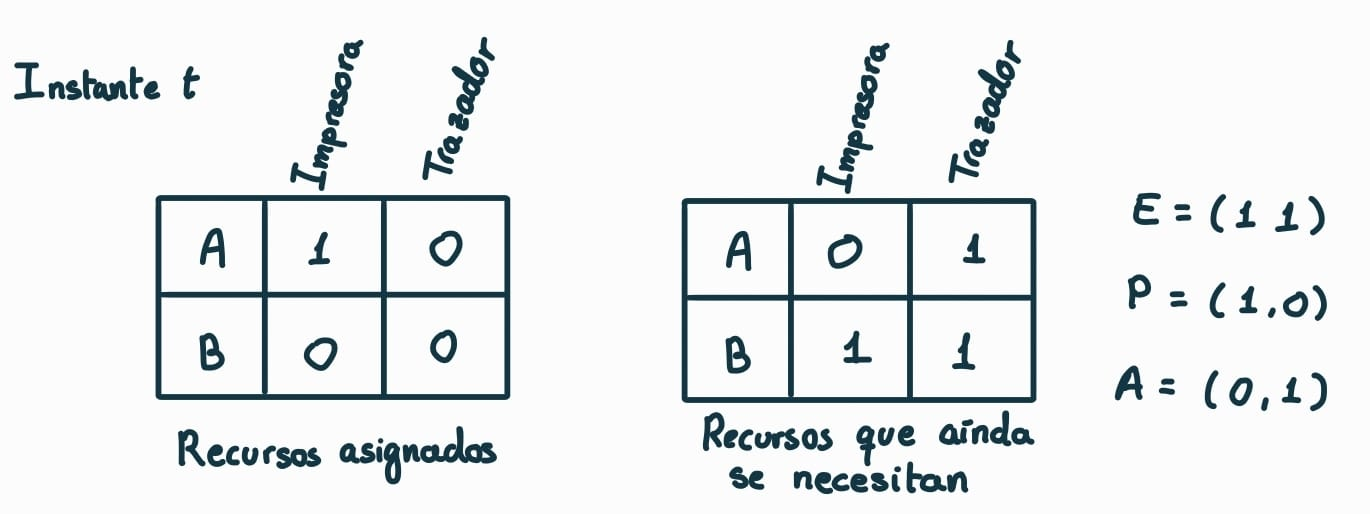 Instante t
Impresora Trazador
A 1 0
B 0 0
Recursos asignados
Impresora Trazador
A 0 1
B 1 1
Recursos que aínda
se necesitan
E = (1 1)
P = (1,0)
A = (0,1)